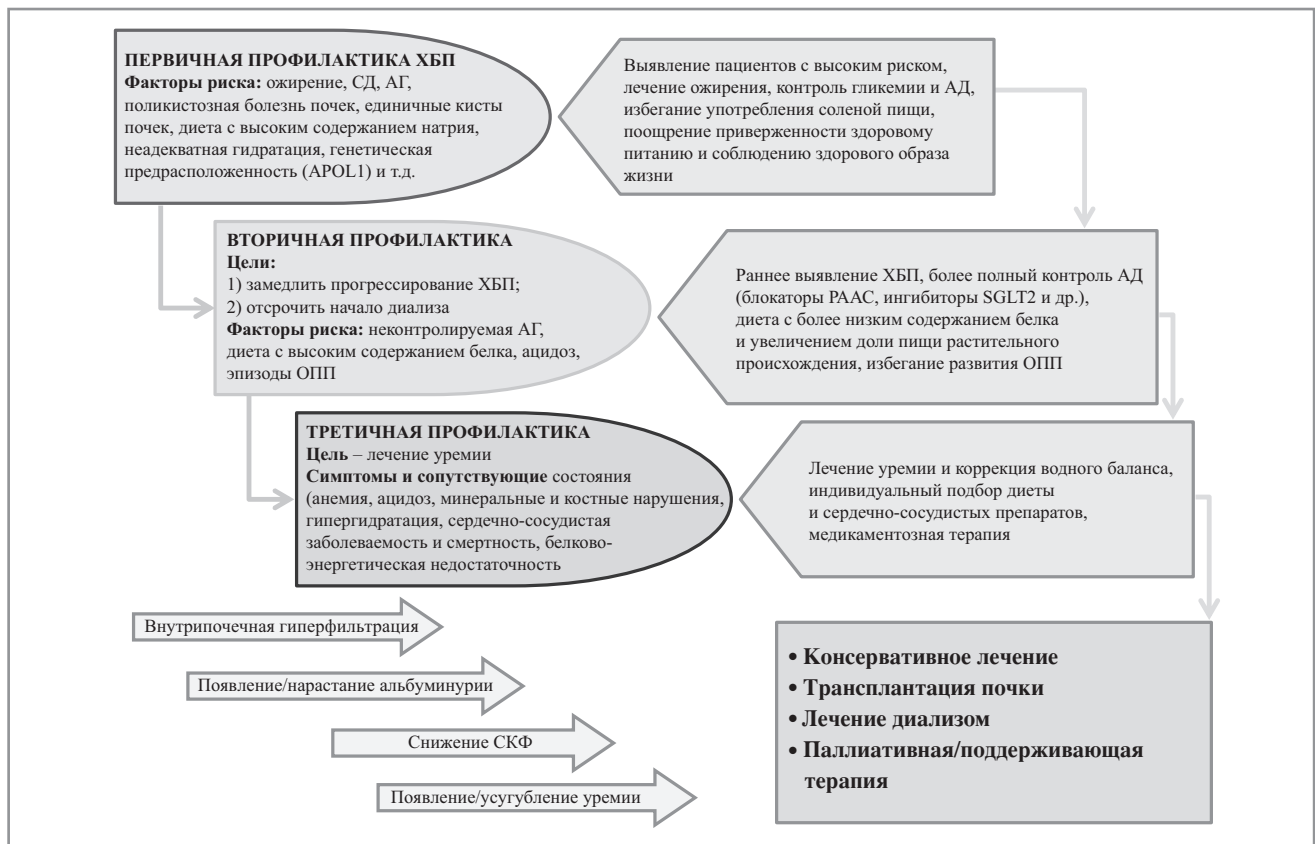 ПЕРВИЧНАЯ ПРОФИЛАКТИКА ХБП
Факторы риска: ожирение, СД, АГ,
поликистозная болезнь почек, единичные кисты
почек, диета с высоким содержанием натрия,
неадекватная гидратация, генетическая
предрасположенность (APOL1) и т.д.
Выявление пациентов с высоким риском,
лечение ожирения, контроль гликемии и АД,
избегание употребления соленой пищи,
поощрение приверженности здоровому
питанию и соблюдению здорового образа
жизни
ВТОРИЧНАЯ ПРОФИЛАКТИКА
Цели:
1) замедлить прогрессирование ХБП;
2) отсрочить начало диализа
Факторы риска: неконтролируемая АГ,
диета с высоким содержанием белка, ацидоз,
эпизоды ОПП
Раннее выявление ХБП, более полный контроль АД
(блокаторы РААС, ингибиторы SGLT2 и др.),
диета с более низким содержанием белка
и увеличением доли пищи растительного
происхождения, избегание развития ОПП
ТРЕТИЧНАЯ ПРОФИЛАКТИКА
Цель – лечение уремии
Симптомы и сопутствующие состояния
(анемия, ацидоз, минеральные и костные нарушения,
гипергидратация, сердечно-сосудистая
заболеваемость и смертность, белково-
энергетическая недостаточность
Лечение уремии и коррекция водного баланса,
индивидуальный подбор диеты
и сердечно-сосудистых препаратов,
медикаментозная терапия
Внутрипочечная гиперфильтрация
Появление/нарастание альбуминурии
Снижение СКФ
Появление/усугубление уремии
• Консервативное лечение
• Трансплантация почки
• Лечение диализом
• Паллиативная/поддерживающая
терапия